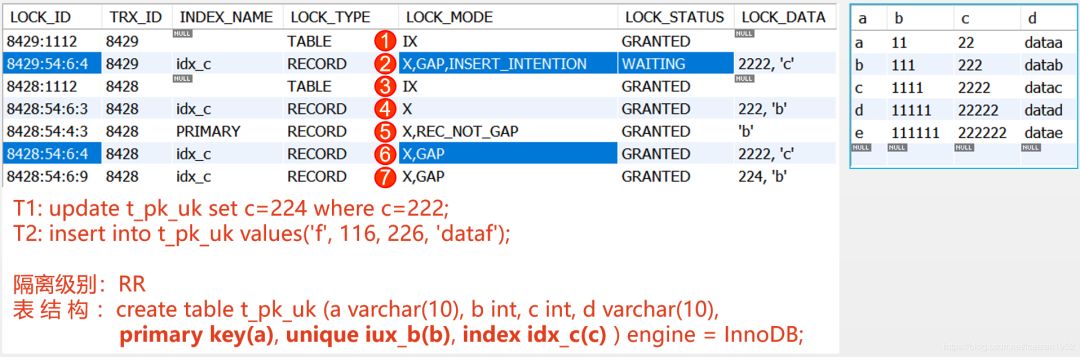 LOCK_ID TRX_ID INDEX_NAME LOCK_TYPE LOCK_MODE LOCK_STATUS LOCK_DATA
8429:1112 8429 NULL TABLE 1 IX GRANTED NULL
8429:54:6:4 8429 idx_c RECORD 2 X,GAP,INSERT_INTENTION WAITING 2222, 'c'
8428:1112 8428 NULL TABLE 3 IX GRANTED NULL
8428:54:6:3 8428 idx_c RECORD 4 X GRANTED 222, 'b'
8428:54:4:3 8428 PRIMARY RECORD 5 X,REC_NOT_GAP GRANTED 'b'
8428:54:6:4 8428 idx_c RECORD 6 X,GAP GRANTED 2222, 'c'
8428:54:6:9 8428 idx_c RECORD 7 X,GAP GRANTED 224, 'b'
a b c d
a 11 22 dataa
b 111 222 datab
c 1111 2222 datac
d 11111 22222 datad
e 111111 222222 datae
NULL NULL NULL NULL
T1: update t_pk_uk set c=224 where c=222;
T2: insert into t_pk_uk values('f', 116, 226, 'dataf');
隔离级别：RR
表 结 构 ：create table t_pk_uk (a varchar(10), b int, c int, d varchar(10),
primary key(a), unique iux_b(b), index idx_c(c) ) engine = InnoDB;